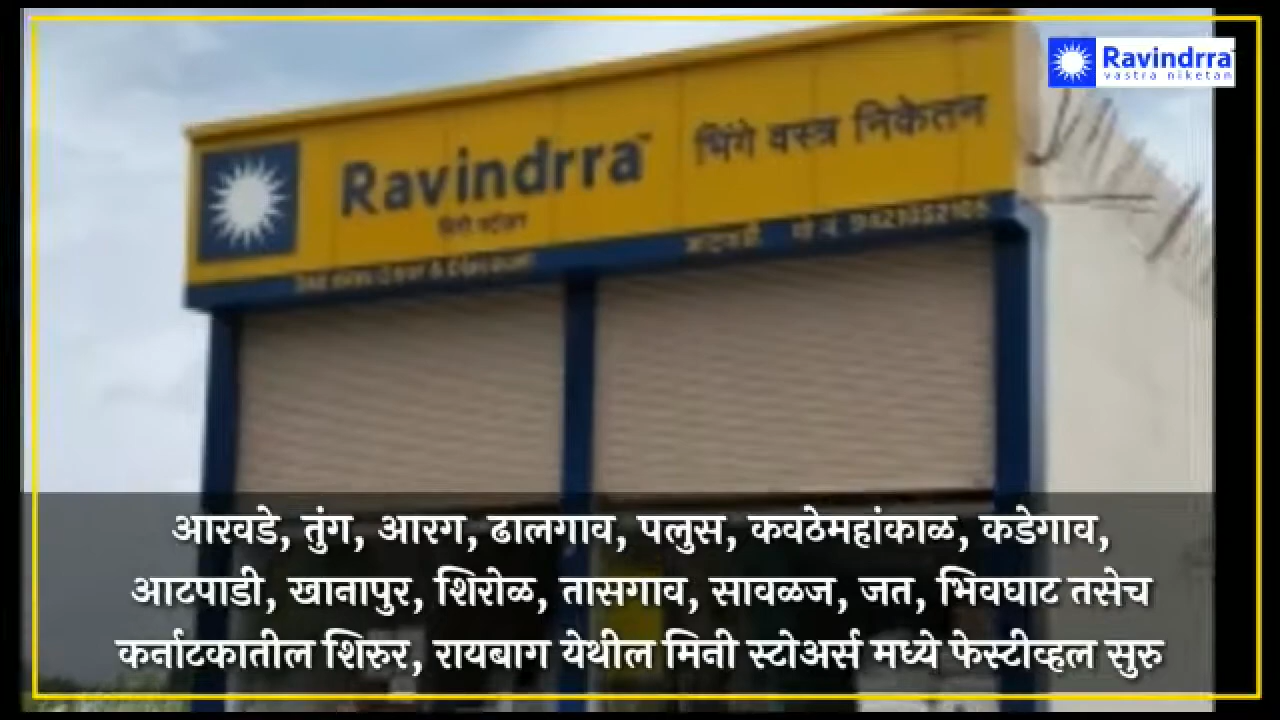 Ravindrra
vastra niketan
Ravindrra भिंगे वस्त्र निकेतन
आरवडे, तुंग, आरग, ढालगाव, पलुस, कवठेमहांकाळ, कडेगाव,
आटपाडी, खानापुर, शिरोळ, तासगाव, सावळज, जत, भिवघाट तसेच
कर्नाटकातील शिरुर, रायबाग येथील मिनी स्टोअर्स मध्ये फेस्टीव्हल सुरु